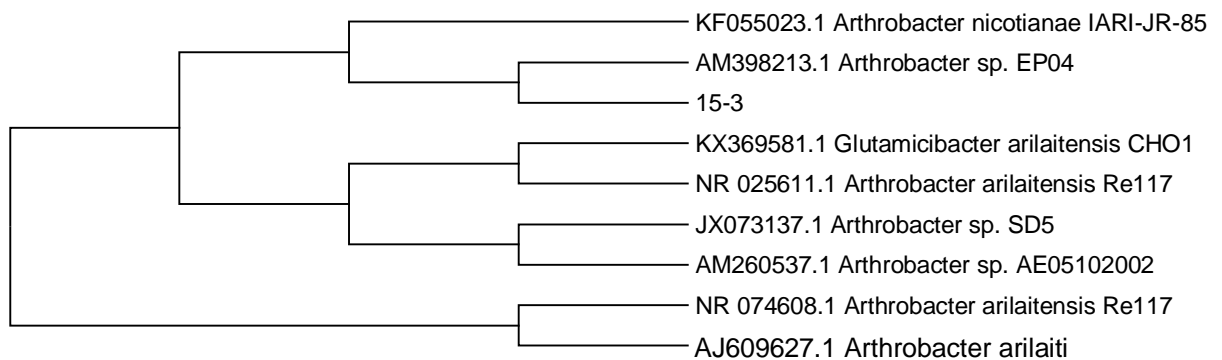 KF055023.1 Arthrobacter nicotianae IARI-JR-85
AM398213.1 Arthrobacter sp. EP04
15-3
KX369581.1 Glutamicibacter arilaitensis CHO1
NR 025611.1 Arthrobacter arilaitensis Re117
JX073137.1 Arthrobacter sp. SD5
AM260537.1 Arthrobacter sp. AE05102002
NR 074608.1 Arthrobacter arilaitensis Re117
AJ609627.1 Arthrobacter arilaiti